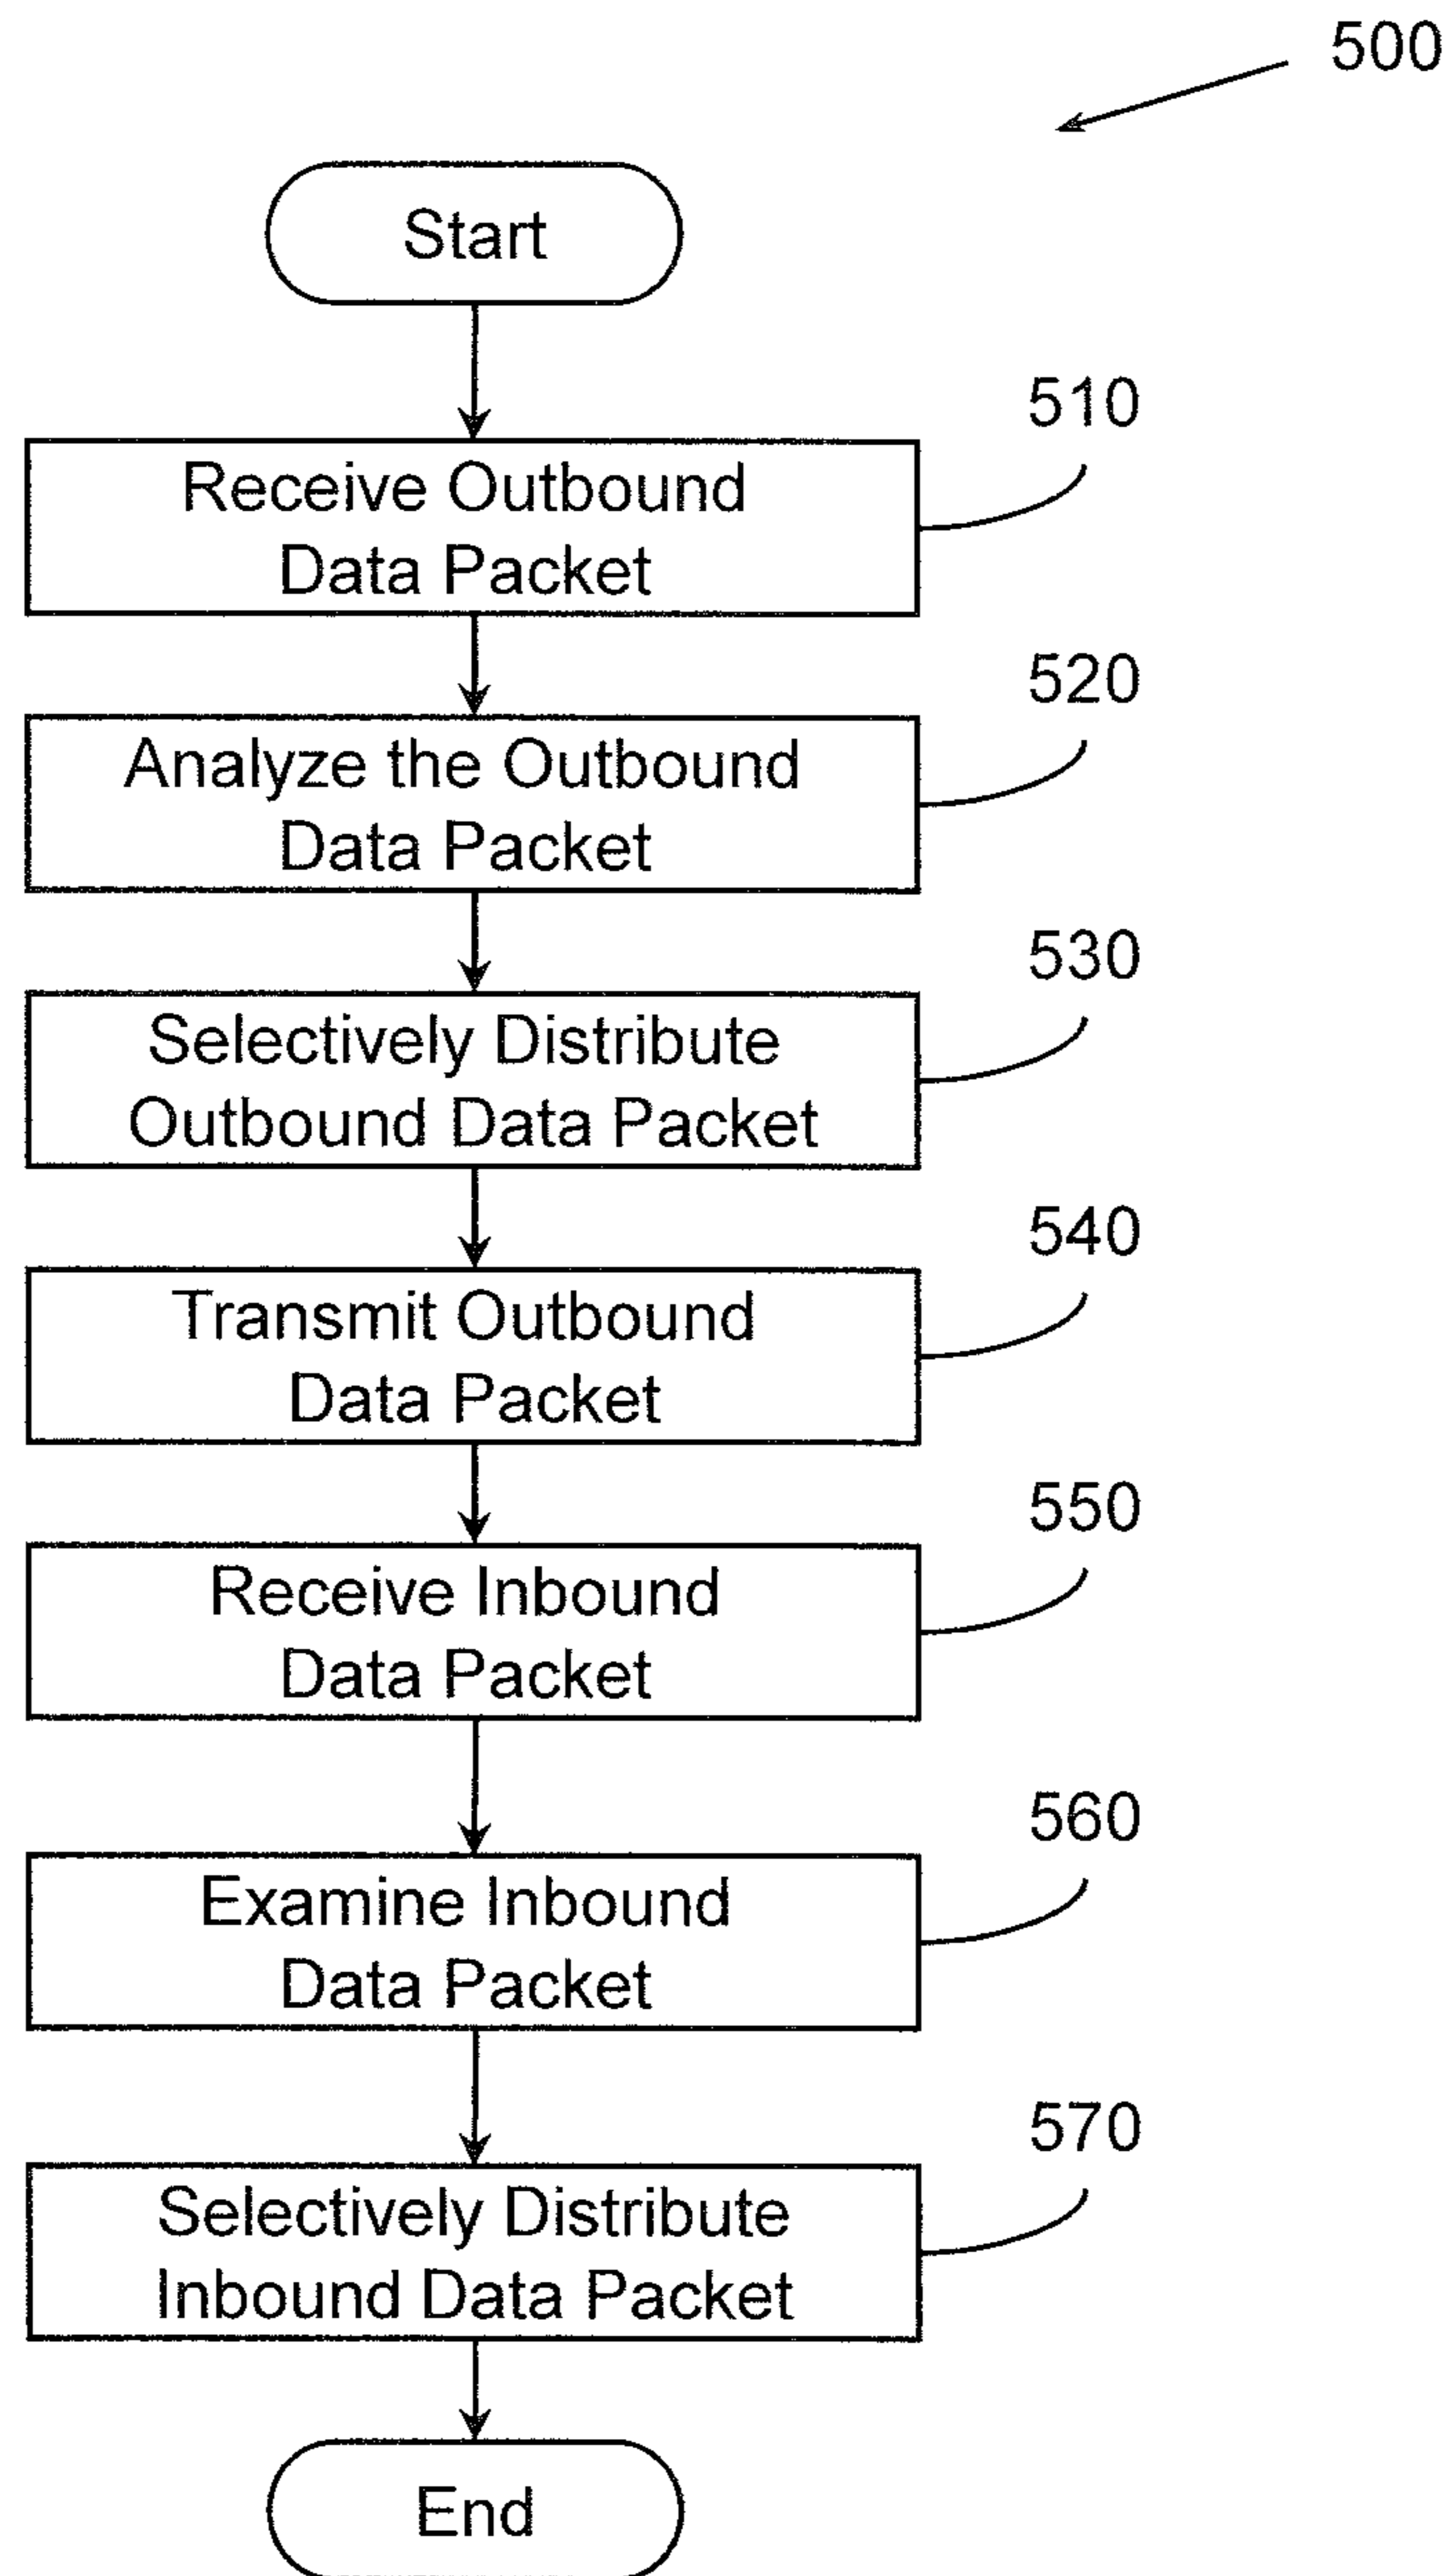 500
Start
510
Receive Outbound
Data Packet
520
Analyze the Outbound
Data Packet
530
Selectively Distribute
Outbound Data Packet
540
Transmit Outbound
Data Packet
550
Receive Inbound
Data Packet
560
Examine Inbound
Data Packet
570
Selectively Distribute
Inbound Data Packet
End